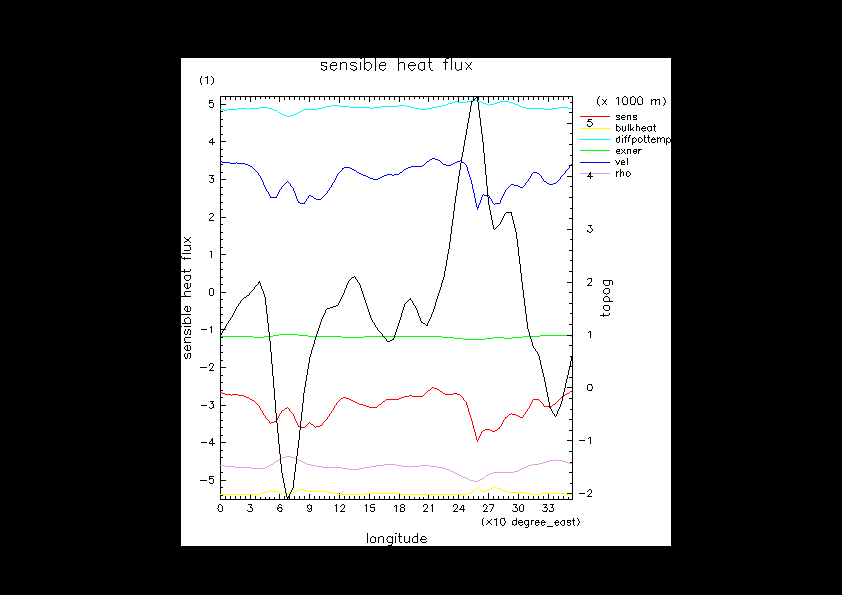 sensible heat flux
(1)
(x 1000 m)
sens
bulkheat
diffpottemp
exner
vel
rho
5
4
3
2
1
0
-1
-2
-3
-4
-5
sensible heat flux
5
4
3
2
1
0
-1
-2
topog
0 3 6 9 12 15 18 21 24 27 30 33
(×10 degree_east)
longitude